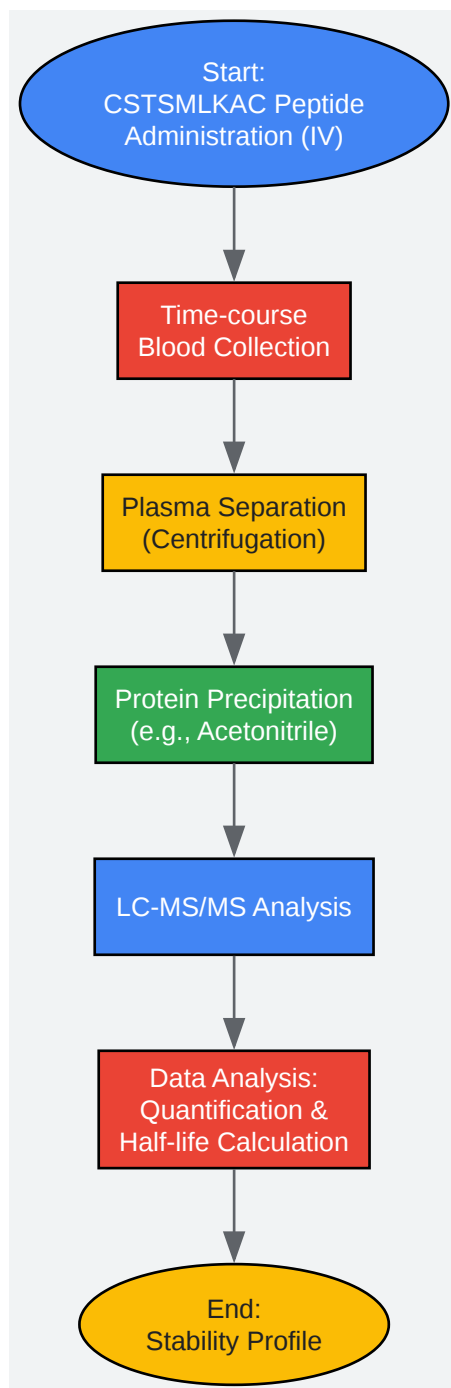 Start:
CSTSMLKAC Peptide
Administration (IV)
Time-course
Blood Collection
Plasma Separation
(Centrifugation)
Protein Precipitation
(e.g., Acetonitrile)
LC-MS/MS Analysis
Data Analysis:
Quantification &
Half-life Calculation
End:
Stability Profile